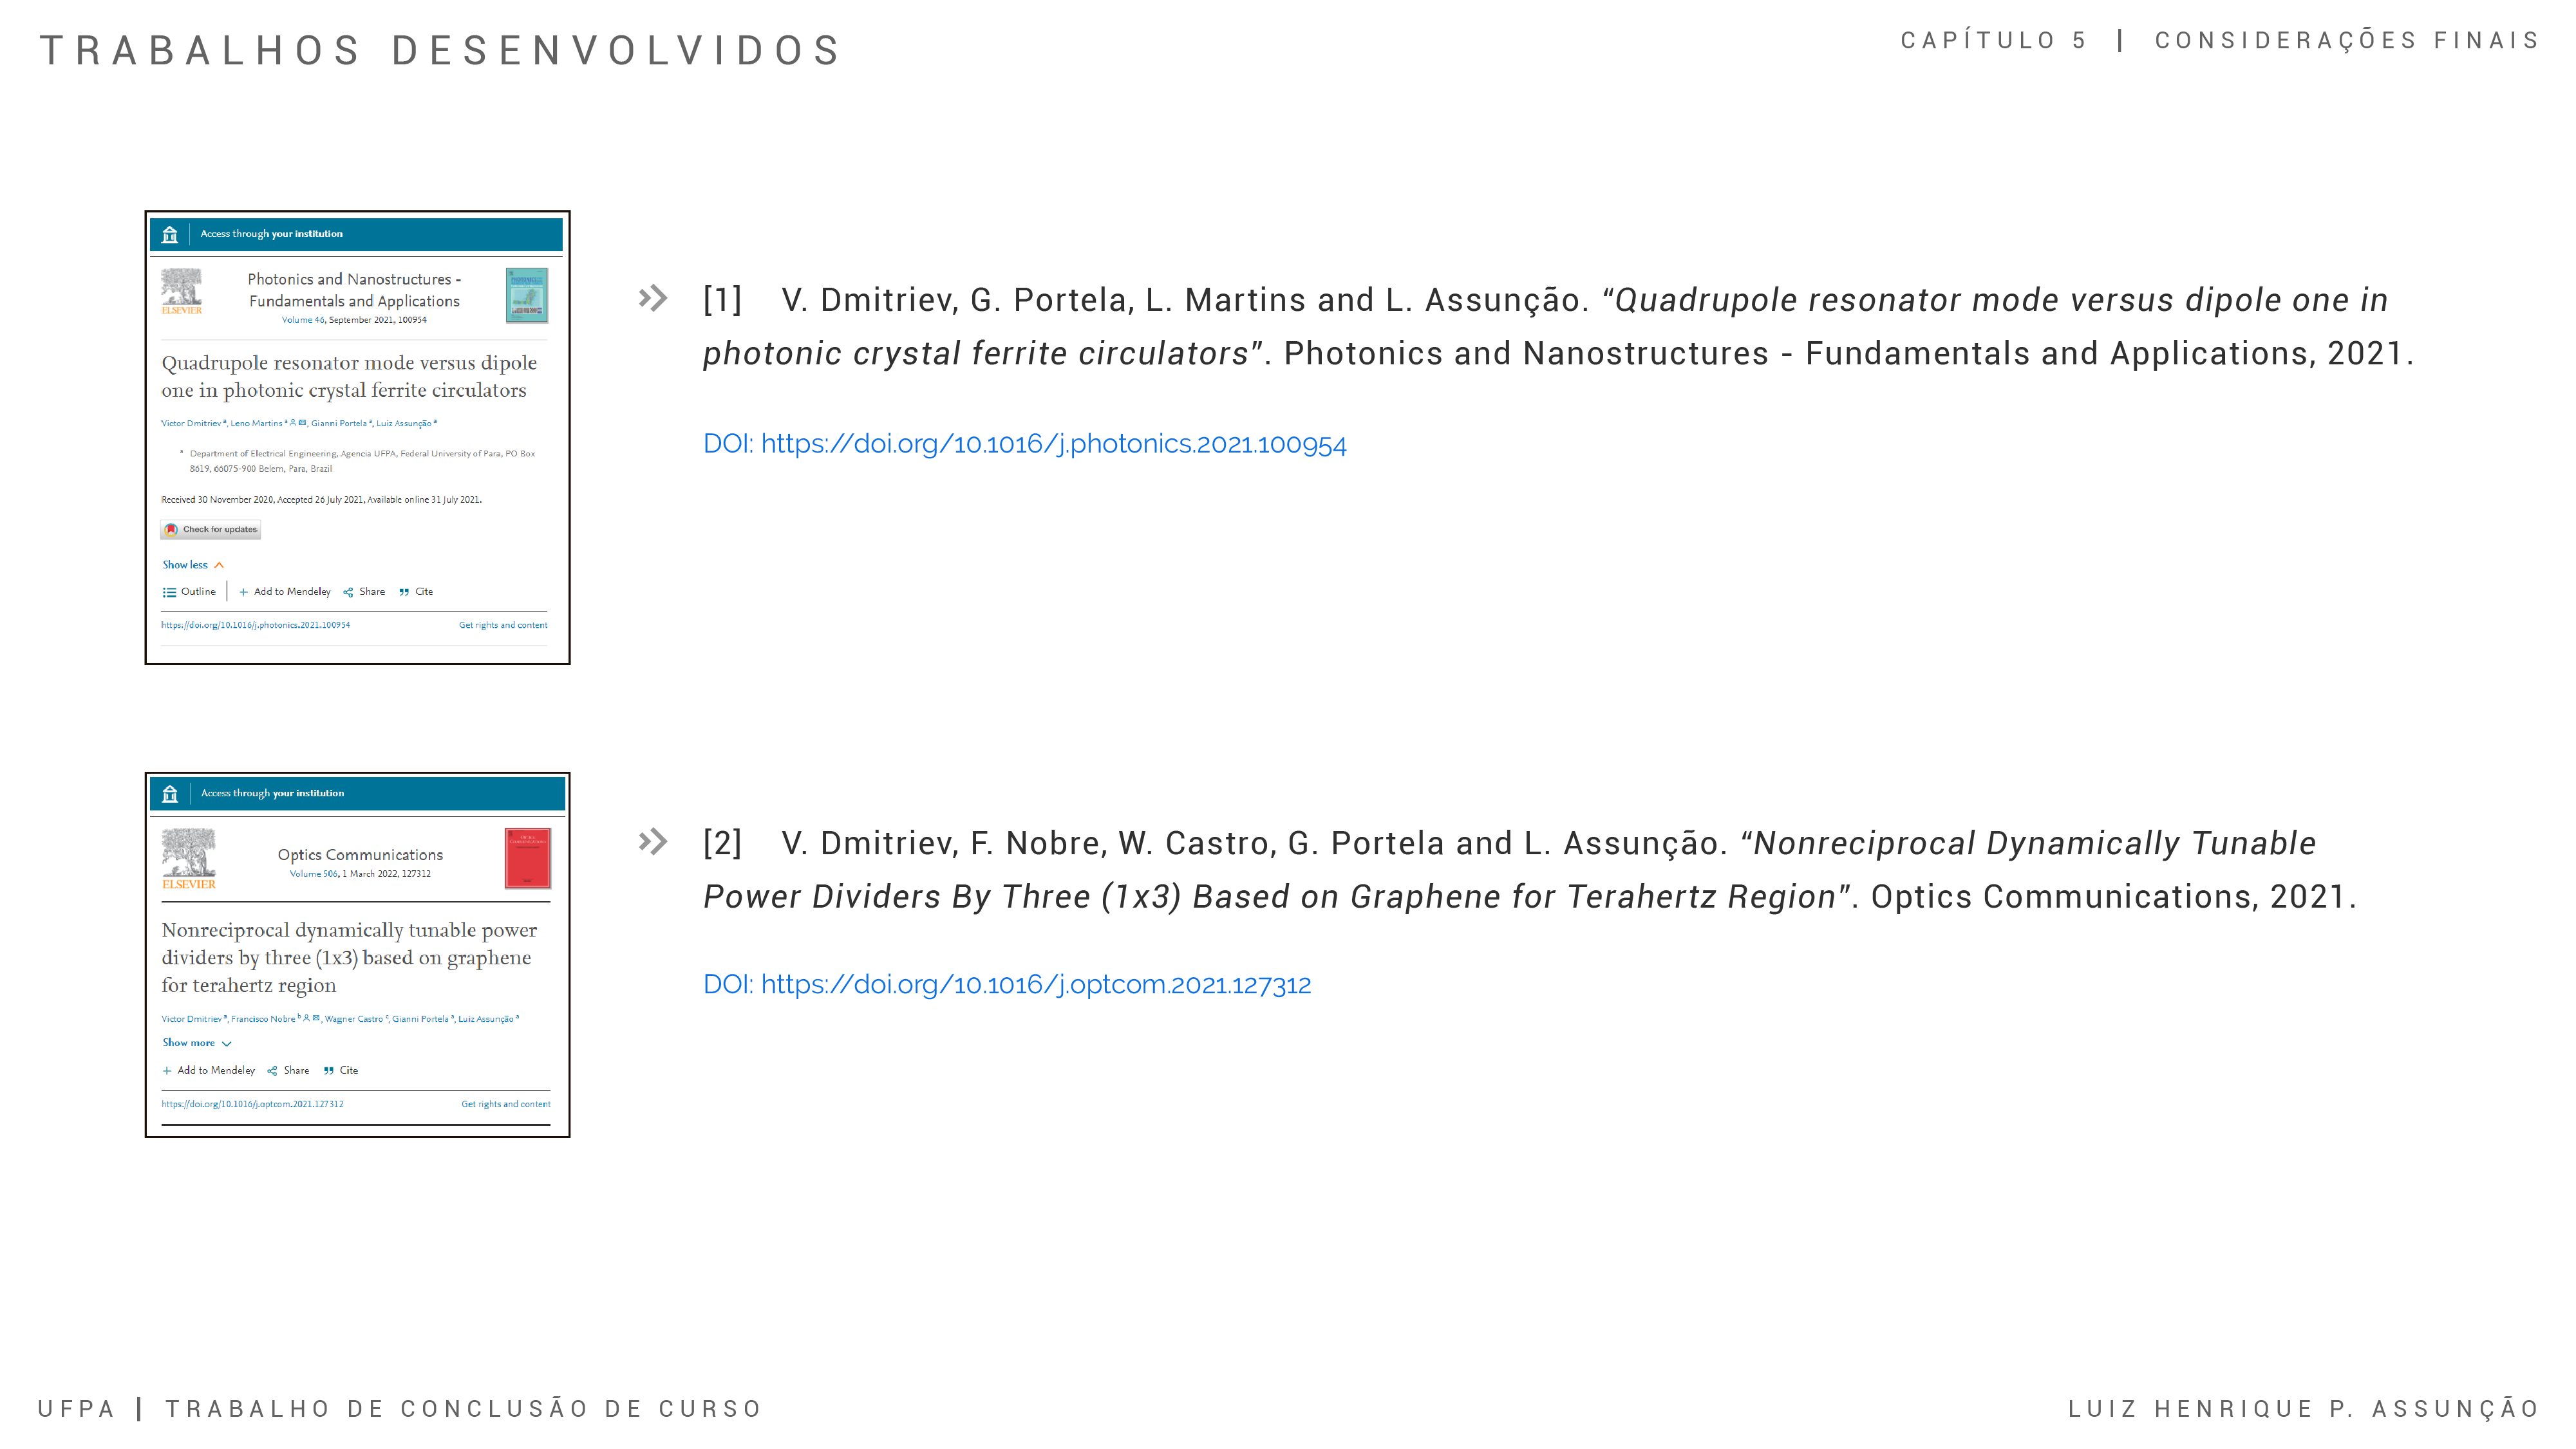 TRABALHOS DESENVOLVIDOS
CAPÍTULO 5 | CONSIDERAÇÕES FINAIS
Access through your institution
ELSEVIER
Photonics and Nanostructures -
Fundamentals and Applications
Volume 46, September 2021, 100954
Quadrupole resonator mode versus dipole
one in photonic crystal ferrite circulators
Victor Dmitriev a, Leno Martins a, Gianni Portela a, Luiz Assunção a
a Department of Electrical Engineering, Agencia UFPA, Federal University of Para, PO Box
8619, 66075-900 Belem, Para, Brazil
Received 30 November 2020, Accepted 26 July 2021, Available online 31 July 2021.
Check for updates
Show less
Outline | + Add to Mendeley Share Cite
https://doi.org/10.1016/j.photonics.2021.100954 Get rights and content
[1] V. Dmitriev, G. Portela, L. Martins and L. Assunção. “Quadrupole resonator mode versus dipole one in
photonic crystal ferrite circulators”. Photonics and Nanostructures - Fundamentals and Applications, 2021.
DOI: https://doi.org/10.1016/j.photonics.2021.100954
Access through your institution
ELSEVIER
Optics Communications
Volume 506, 1 March 2022, 127312
Nonreciprocal dynamically tunable power
dividers by three (1x3) based on graphene
for terahertz region
Victor Dmitriev a, Francisco Nobre b, Wagner Castro c, Gianni Portela a, Luiz Assunção a
Show more
+ Add to Mendeley Share Cite
https://doi.org/10.1016/j.optcom.2021.127312 Get rights and content
[2] V. Dmitriev, F. Nobre, W. Castro, G. Portela and L. Assunção. “Nonreciprocal Dynamically Tunable
Power Dividers By Three (1x3) Based on Graphene for Terahertz Region”. Optics Communications, 2021.
DOI: https://doi.org/10.1016/j.optcom.2021.127312
UFPA | TRABALHO DE CONCLUSÃO DE CURSO
LUIZ HENRIQUE P. ASSUNÇÃO